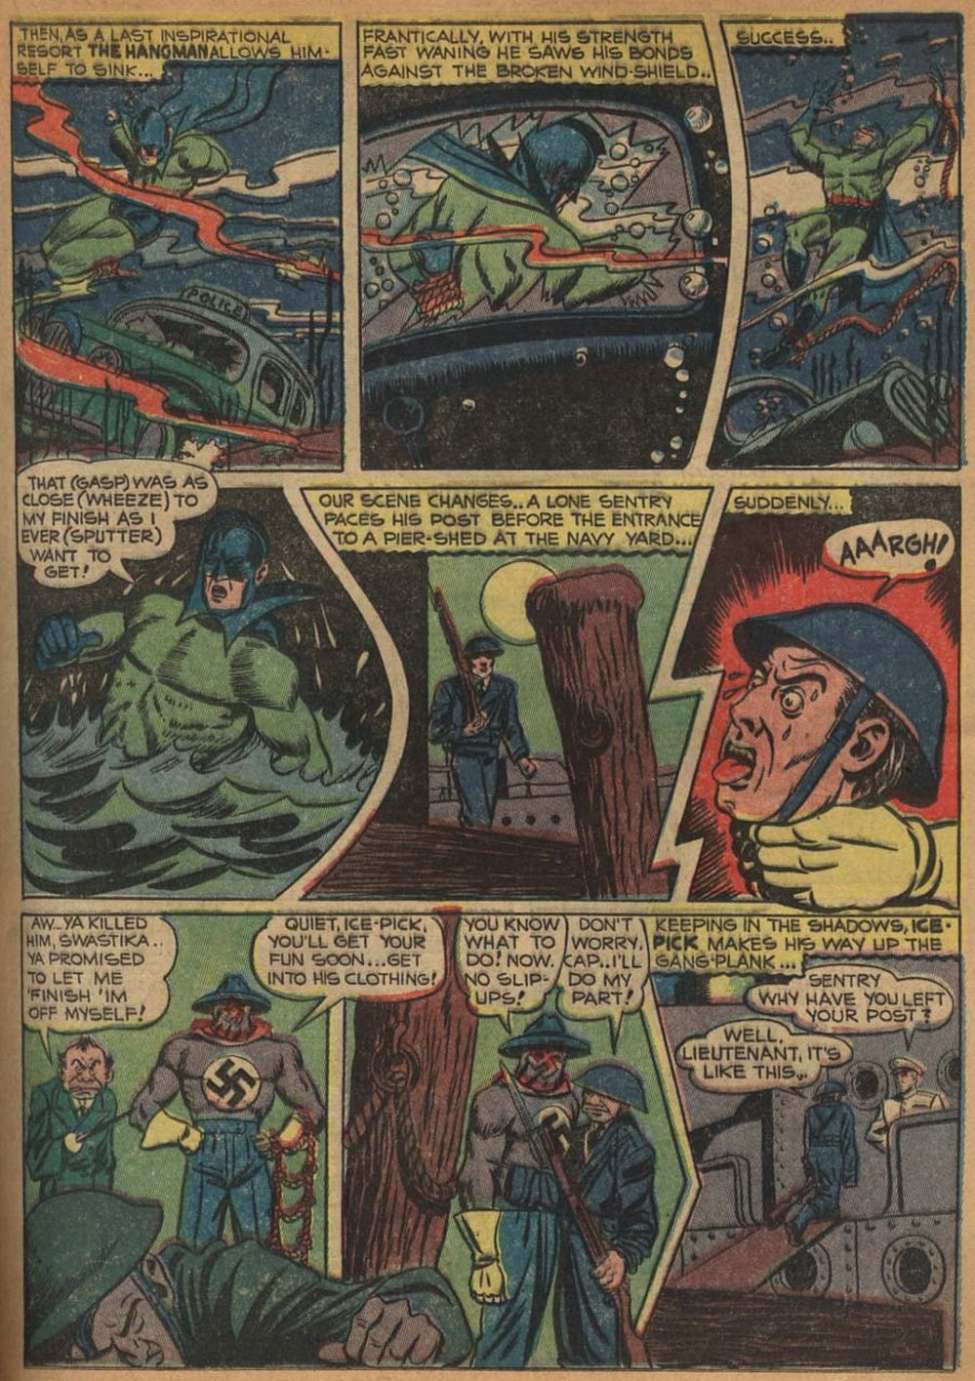 THEN, AS A LAST INSPIRATIONAL
RESORT THE HANGMAN ALLOWS HIM-
SELF TO SINK...
POLICE
FRANTICALLY, WITH HIS STRENGTH
FAST WANING HE SAWS HIS BONDS
AGAINST THE BROKEN WIND-SHIELD..
SUCCESS..
THAT (GASP) WAS AS
CLOSE (WHEEZE) TO
MY FINISH AS I
EVER (SPUTTER)
WANT TO
GET!
OUR SCENE CHANGES.. A LONE SENTRY
PACES HIS POST BEFORE THE ENTRANCE
TO A PIER-SHED AT THE NAVY YARD...
SUDDENLY...
AAARGH!
AW.. YA KILLED
HIM, SWASTIKA..
YA PROMISED
TO LET ME
'FINISH 'IM
OFF MYSELF!
QUIET, ICE-PICK,
YOU'LL GET YOUR
FUN SOON...GET
INTO HIS CLOTHING!
YOU KNOW
WHAT TO
DO! NOW.
NO SLIP-
UPS!
DON'T
WORRY,
CAP..I'LL
DO MY
PART!
KEEPING IN THE SHADOWS, ICE-
PICK MAKES HIS WAY UP THE
GANG-PLANK...
SENTRY
WHY HAVE YOU LEFT
YOUR POST?
WELL,
LIEUTENANT, IT'S
LIKE THIS...